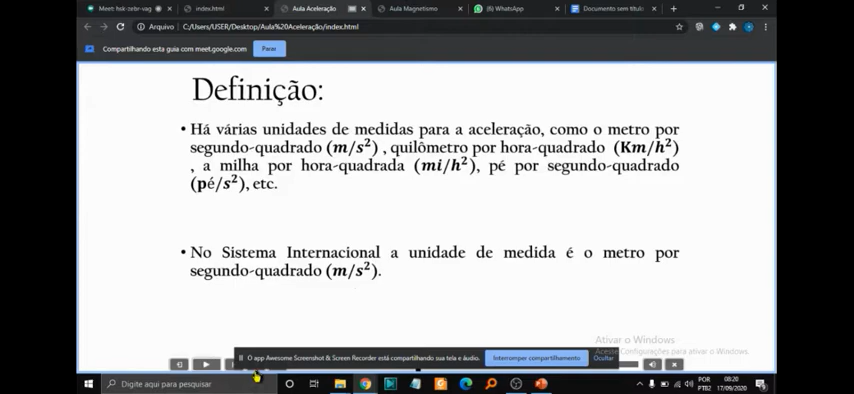 Meet: hsk-zebr-vag
index.html
Aula Aceleração
Aula Magnetismo
(6) WhatsApp
Documento sem título
Arquivo | C:/Users/USER/Desktop/Aula%20Aceleração/index.html
Compartilhando esta guia com meet.google.com
Parar
Definição:
• Há várias unidades de medidas para a aceleração, como o metro por
segundo-quadrado (m/s²) , quilômetro por hora-quadrado (Km/h²)
, a milha por hora-quadrada (mi/h²), pé por segundo-quadrado
(pé/s²), etc.
• No Sistema Internacional a unidade de medida é o metro por
segundo-quadrado (m/s²).
Ativar o Windows
Acesse Configurações para ativar o Windows.
O app Awesome Screenshot & Screen Recorder está compartilhando sua tela e áudio.
Interromper compartilhamento
Ocultar
Digite aqui para pesquisar
POR
PTB2
08:20
17/09/2020